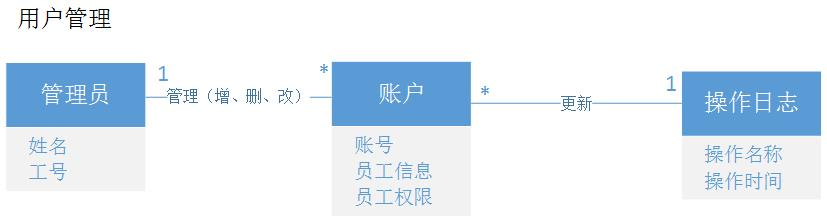 用户管理
管理员
1
管理（增、删、改）
*
账户
*
更新
1
操作日志
姓名
工号
账号
员工信息
员工权限
操作名称
操作时间